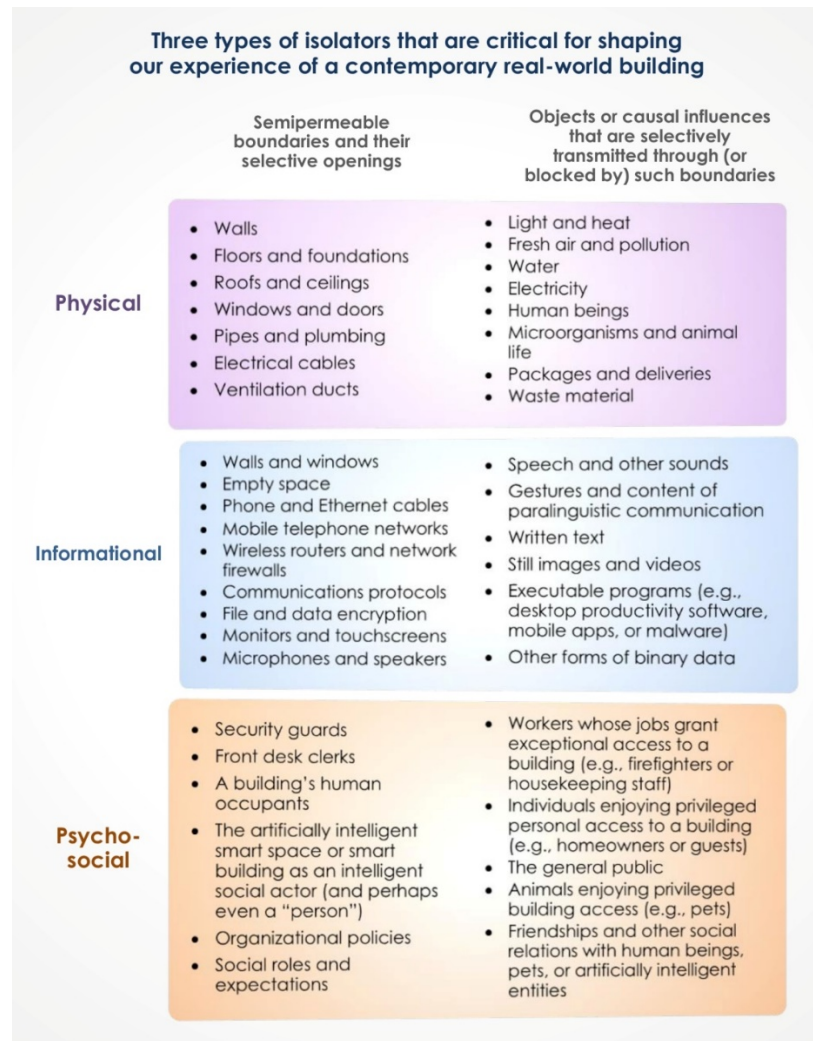 Three types of isolators that are critical for shaping
our experience of a contemporary real-world building
Semipermeable
boundaries and their
selective openings
Objects or causal influences
that are selectively
transmitted through (or
blocked by) such boundaries
Physical
• Walls
• Floors and foundations
• Roofs and ceilings
• Windows and doors
• Pipes and plumbing
• Electrical cables
• Ventilation ducts
• Light and heat
• Fresh air and pollution
• Water
• Electricity
• Human beings
• Microorganisms and animal
life
• Packages and deliveries
• Waste material
Informational
• Walls and windows
• Empty space
• Phone and Ethernet cables
• Mobile telephone networks
• Wireless routers and network
firewalls
• Communications protocols
• File and data encryption
• Monitors and touchscreens
• Microphones and speakers
• Speech and other sounds
• Gestures and content of
paralinguistic communication
• Written text
• Still images and videos
• Executable programs (e.g.,
desktop productivity software,
mobile apps, or malware)
• Other forms of binary data
Psycho-
social
• Security guards
• Front desk clerks
• A building’s human
occupants
• The artificially intelligent
smart space or smart
building as an intelligent
social actor (and perhaps
even a “person”)
• Organizational policies
• Social roles and
expectations
• Workers whose jobs grant
exceptional access to a
building (e.g., firefighters or
housekeeping staff)
• Individuals enjoying privileged
personal access to a building
(e.g., homeowners or guests)
• The general public
• Animals enjoying privileged
building access (e.g., pets)
• Friendships and other social
relations with human beings,
pets, or artificially intelligent
entities